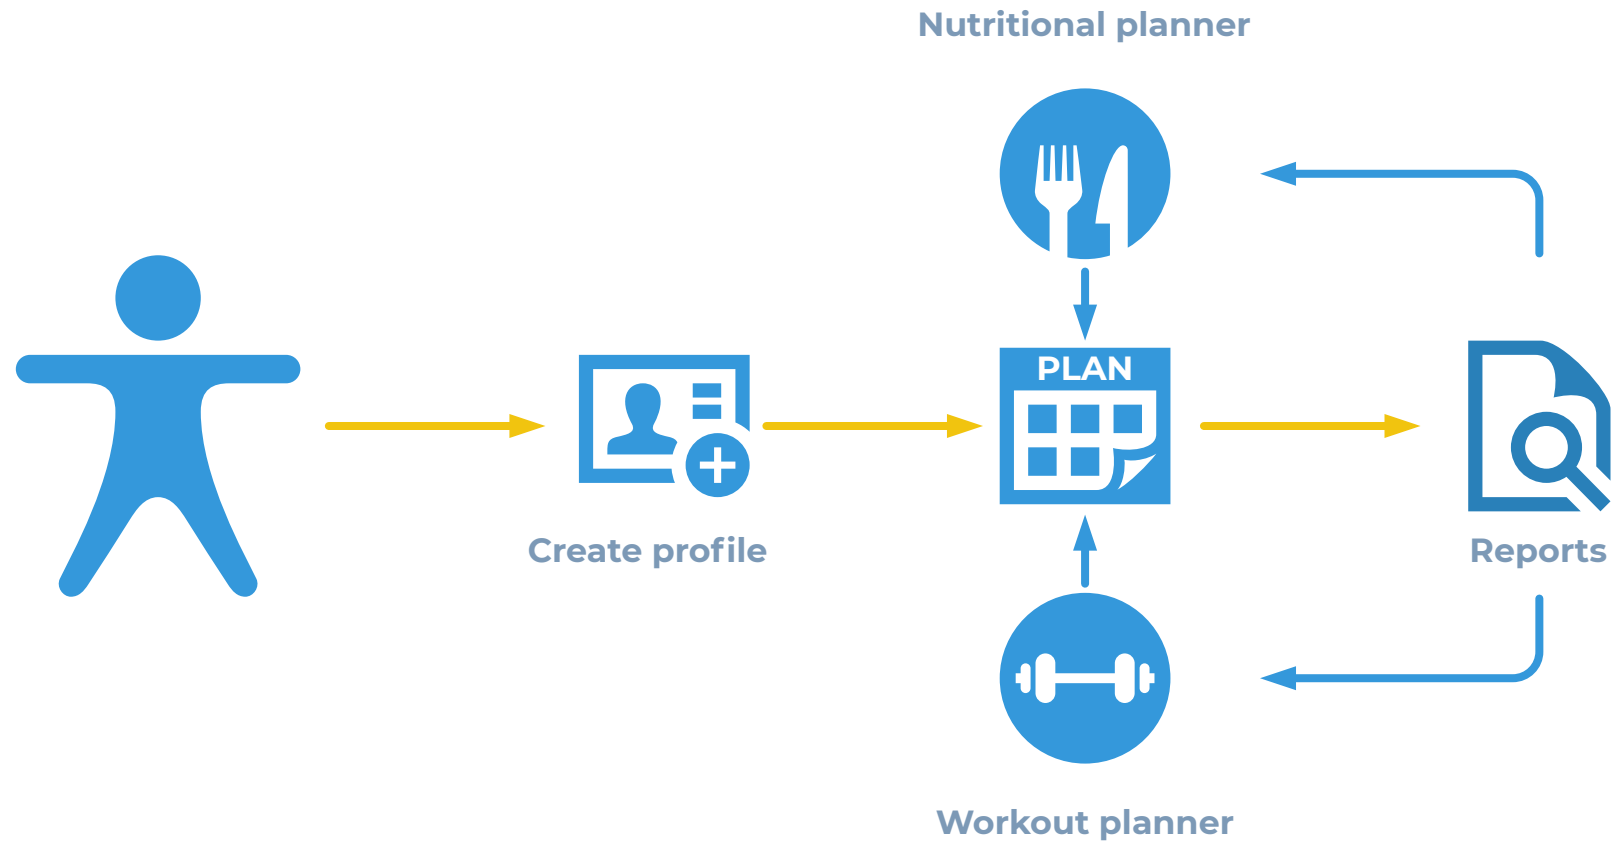 Nutritional planner
PLAN
Create profile
Reports
Workout planner